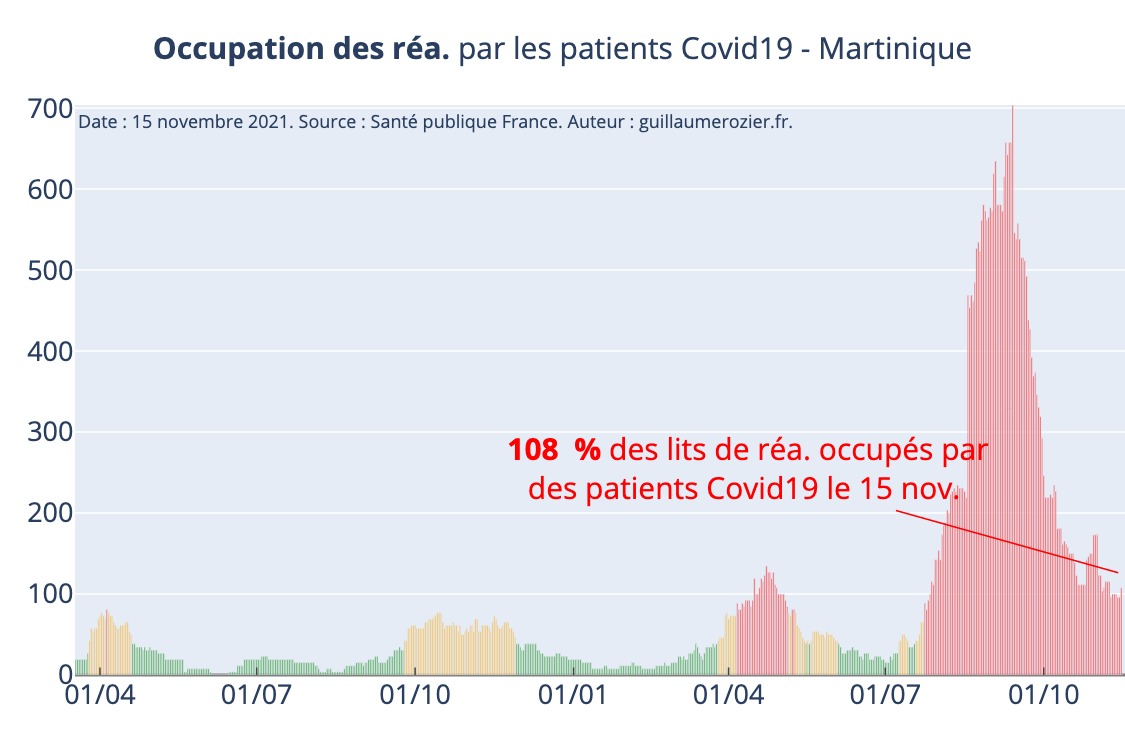 Occupation des réa. par les patients Covid19 - Martinique
700
Date : 15 novembre 2021. Source : Santé publique France. Auteur : guillaumerozier.fr.
600
500
400
300
108 % des lits de réa. occupés par
des patients Covid19 le 15 nov.
200
100
0
01/04 01/07 01/10 01/01 01/04 01/07 01/10